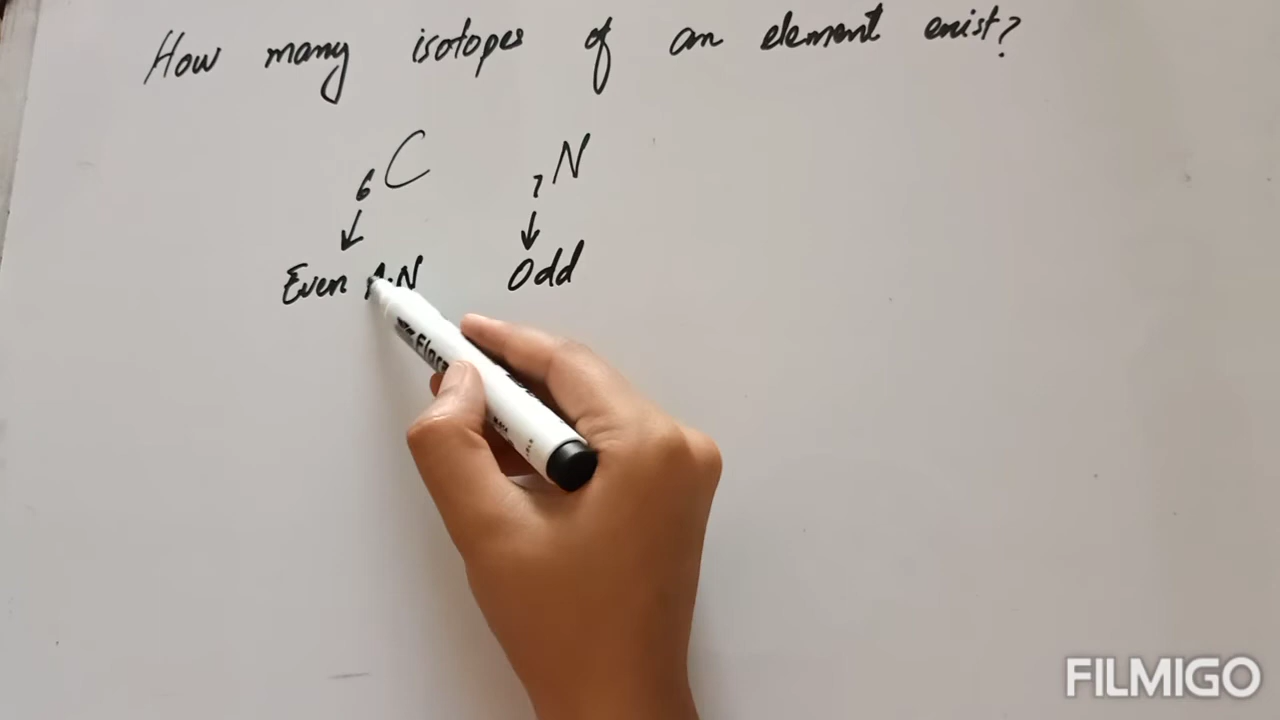 How many isotopes of an element exist?
6C 7N
Even A.N Odd
FILMIGO